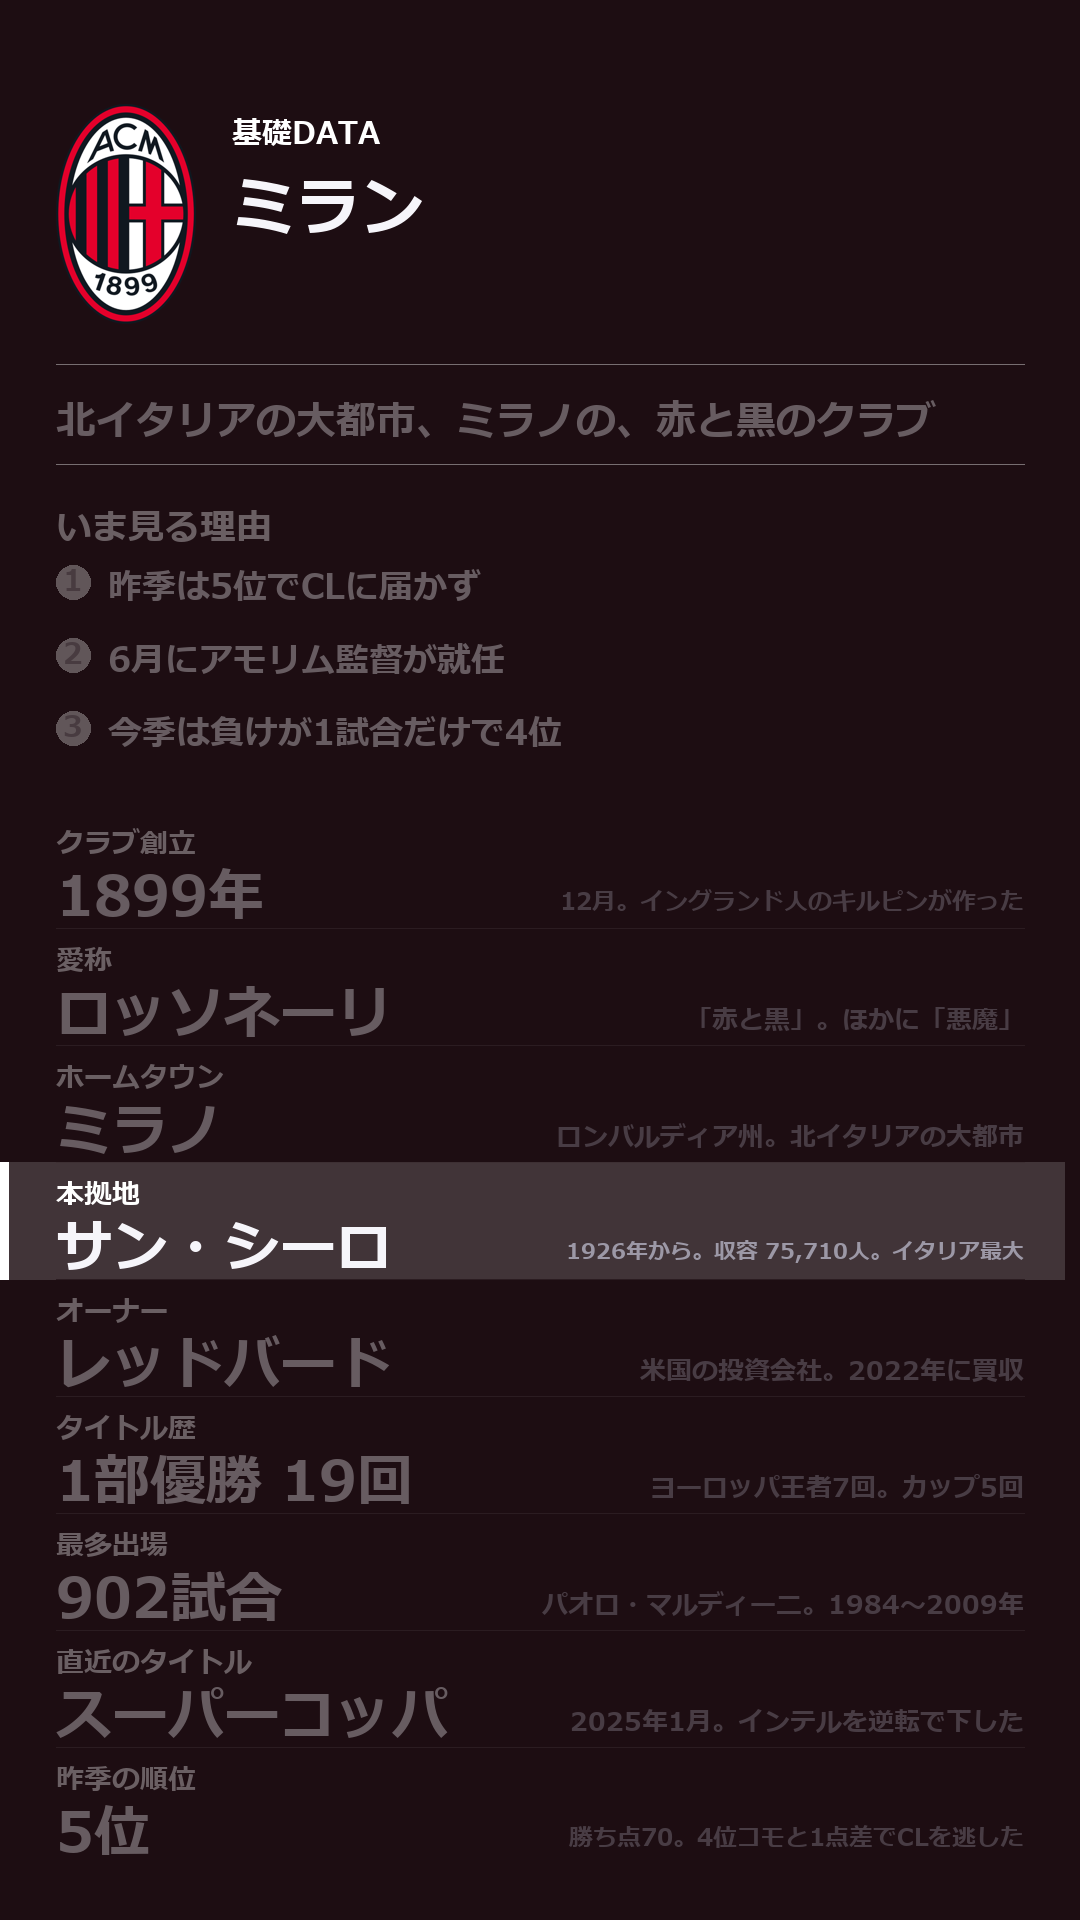 ACM
1899
基礎DATA
ミラン
北イタリアの大都市、ミラノの、赤と黒のクラブ
いま見る理由
1 昨季は5位でCLに届かず
2 6月にアモリム監督が就任
3 今季は負けが1試合だけで4位
クラブ創立
1899年 12月。イングランド人のキルピンが作った
愛称
ロッソネーリ 「赤と黒」。ほかに「悪魔」
ホームタウン
ミラノ ロンバルディア州。北イタリアの大都市
本拠地
サン・シーロ 1926年から。収容 75,710人。イタリア最大
オーナー
レッドバード 米国の投資会社。2022年に買収
タイトル歴
1部優勝 19回 ヨーロッパ王者7回。カップ5回
最多出場
902試合 パオロ・マルディーニ。1984～2009年
直近のタイトル
スーパーコッパ 2025年1月。インテルを逆転で下した
昨季の順位
5位 勝ち点70。4位コモと1点差でCLを逃した